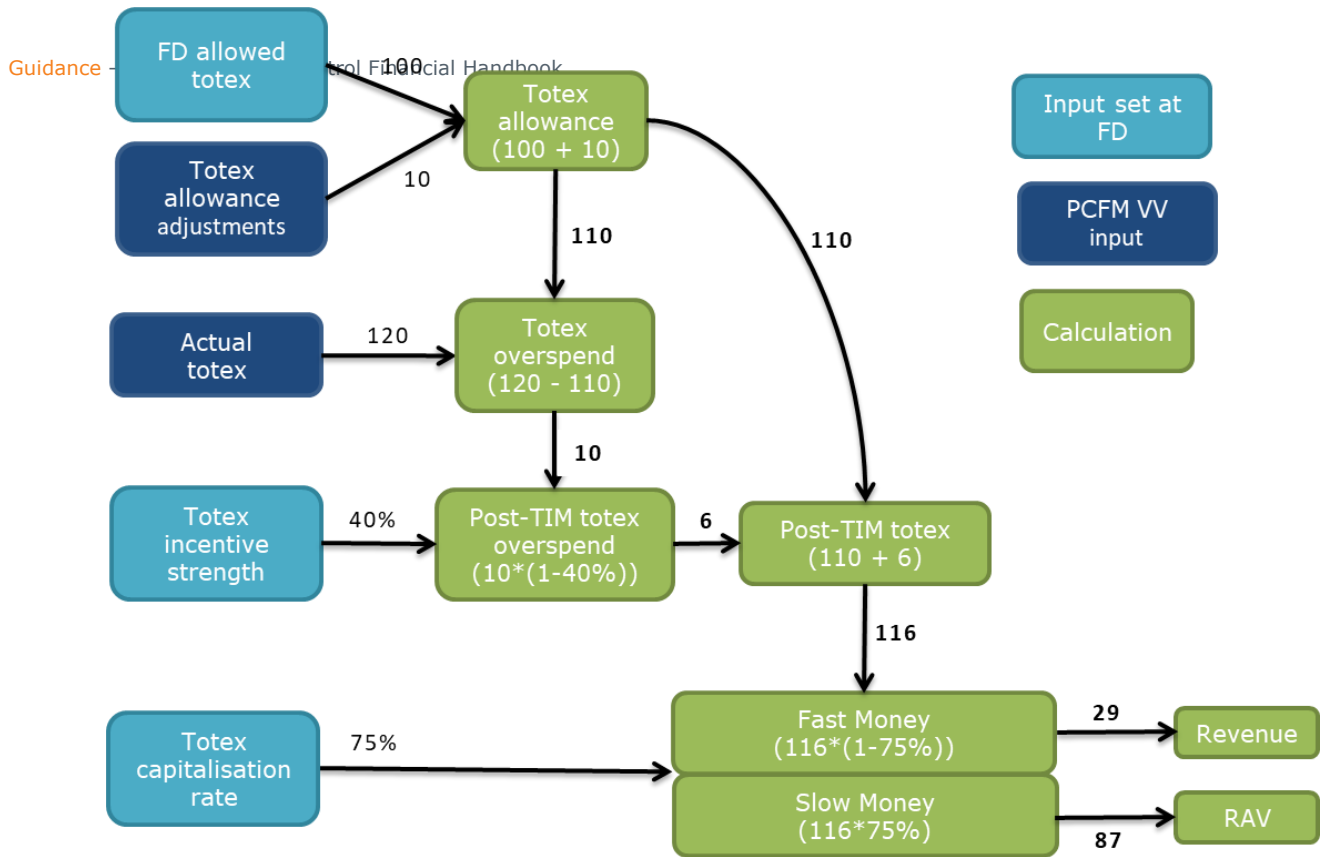 FD allowed
totex
Guidance -
trol Financial Handbook
100
Totex
allowance
(100 + 10)
Input set at
FD
Totex
allowance
adjustments
10
PCFM VV
input
110
110
Calculation
Actual
totex
120
Totex
overspend
(120 - 110)
10
Totex
incentive
strength
40%
Post-TIM totex
overspend
(10*(1-40%))
6
Post-TIM totex
(110 + 6)
116
Totex
capitalisation
rate
75%
Fast Money
(116*(1-75%))
29
Revenue
Slow Money
(116*75%)
87
RAV